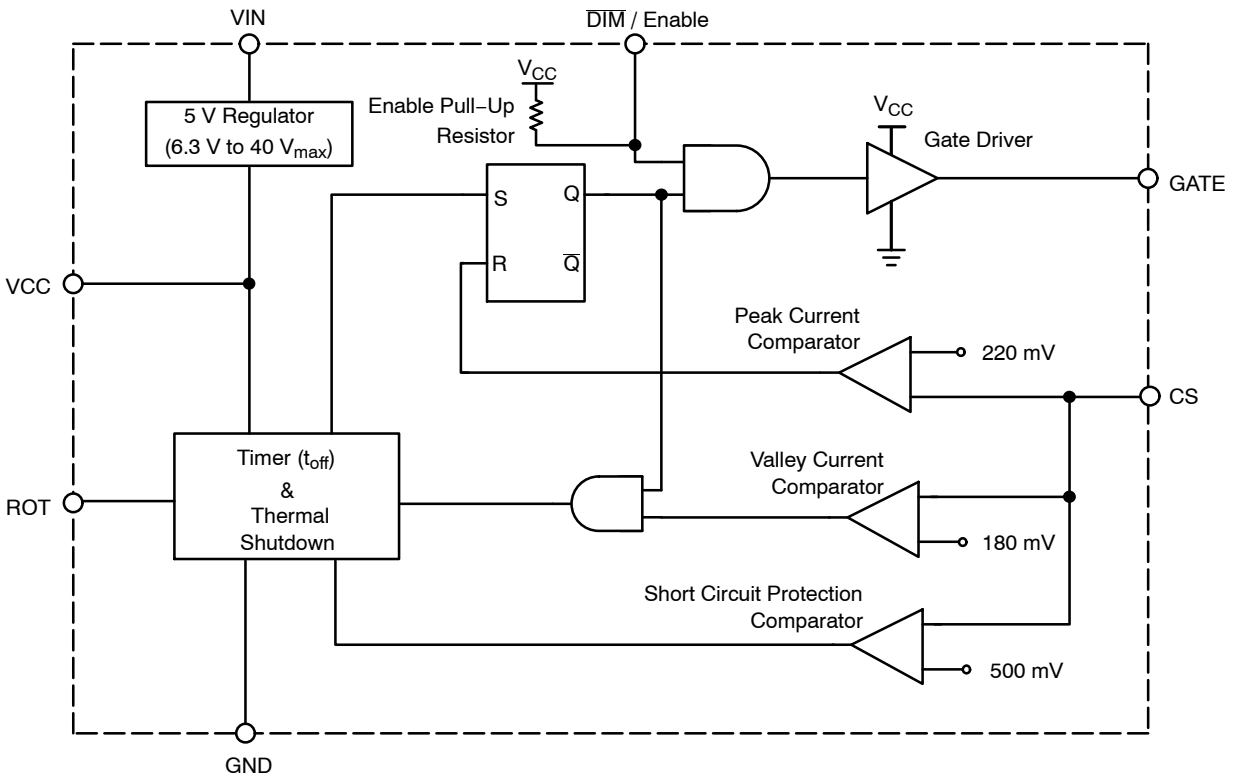 VIN
DIM / Enable
VCC
5 V Regulator
(6.3 V to 40 Vmax)
Enable Pull−Up
Resistor
VCC
Gate Driver
S
Q
R
Q
GATE
VCC
Peak Current
Comparator
220 mV
CS
Timer (toff)
&
Thermal
Shutdown
Valley Current
Comparator
ROT
180 mV
Short Circuit Protection
Comparator
500 mV
GND